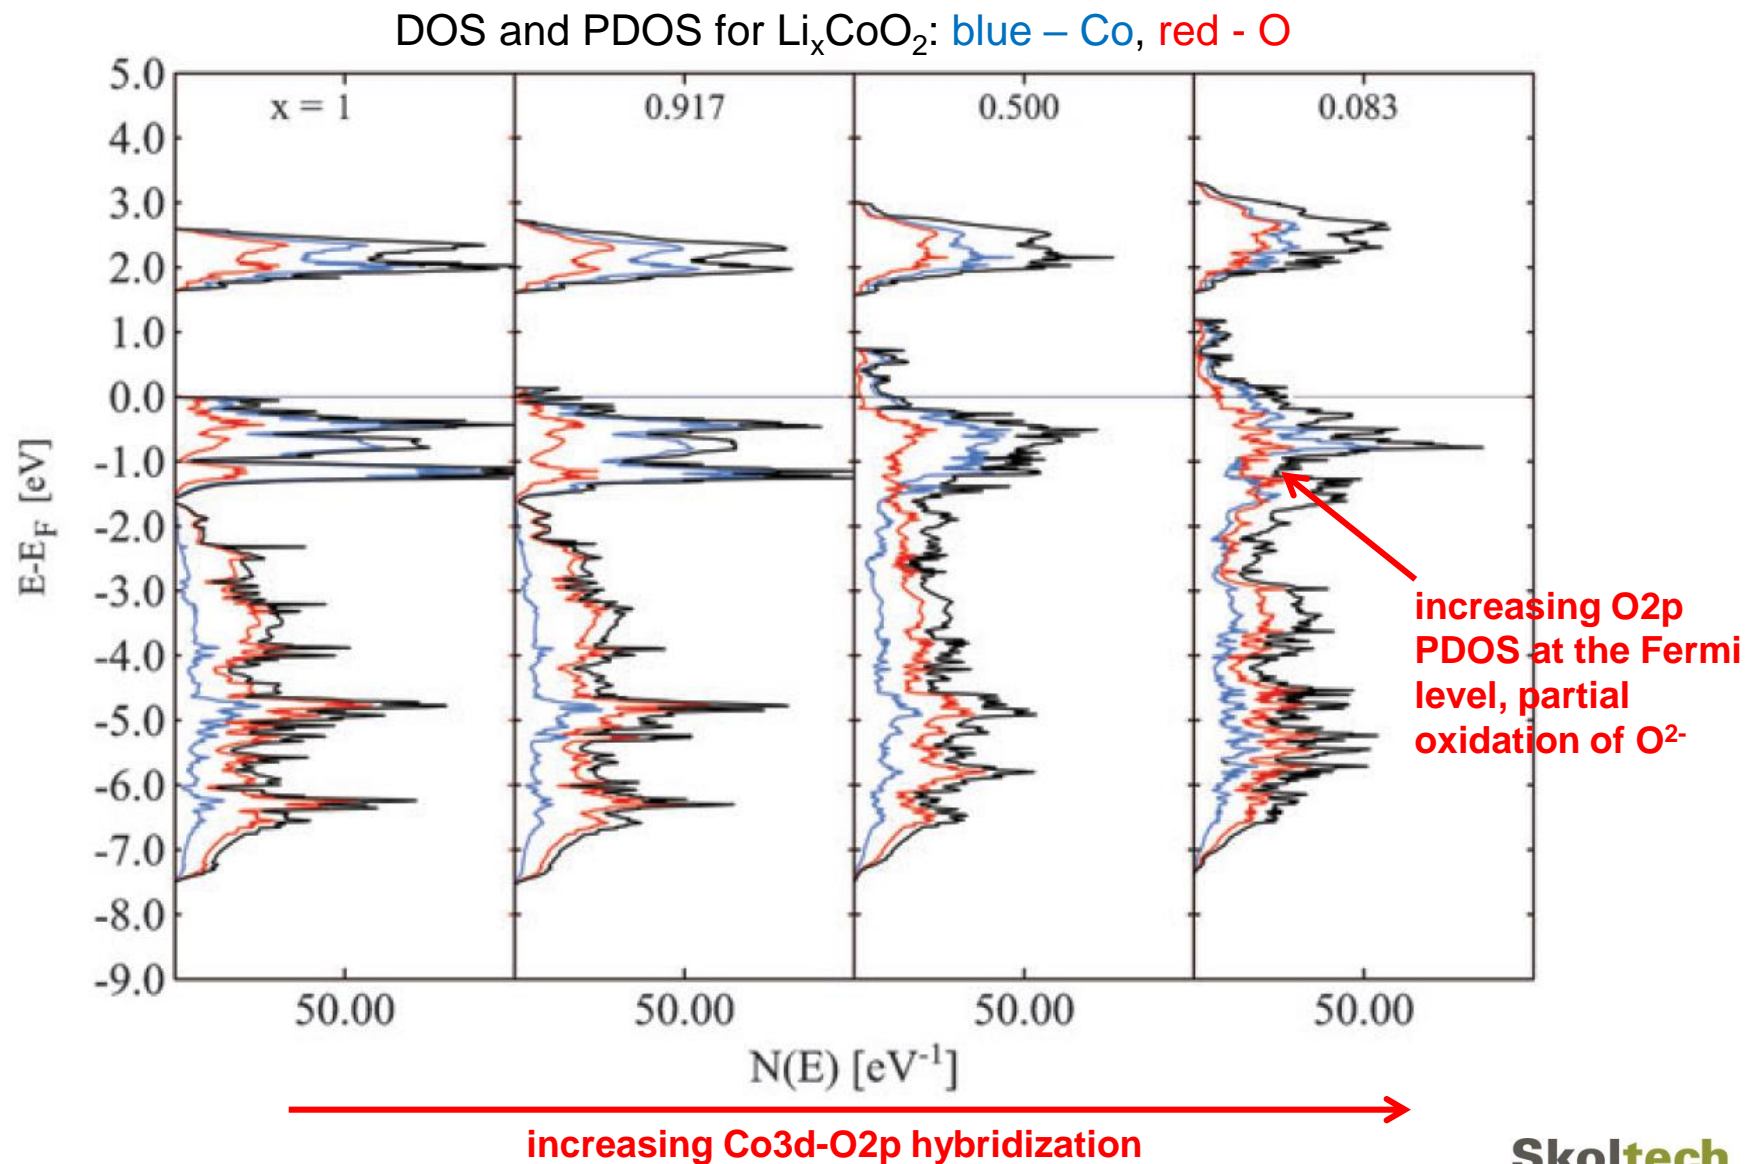 DOS and PDOS for LiₓCoO₂: blue – Co, red - O
x = 1
0.917
0.500
0.083
5.0
4.0
3.0
2.0
1.0
0.0
-1.0
-2.0
-3.0
-4.0
-5.0
-6.0
-7.0
-8.0
-9.0
E-E_F [eV]
increasing O2p
PDOS at the Fermi
level, partial
oxidation of O²⁻
50.00
50.00
50.00
50.00
N(E) [eV⁻¹]
increasing Co3d-O2p hybridization
Skoltech